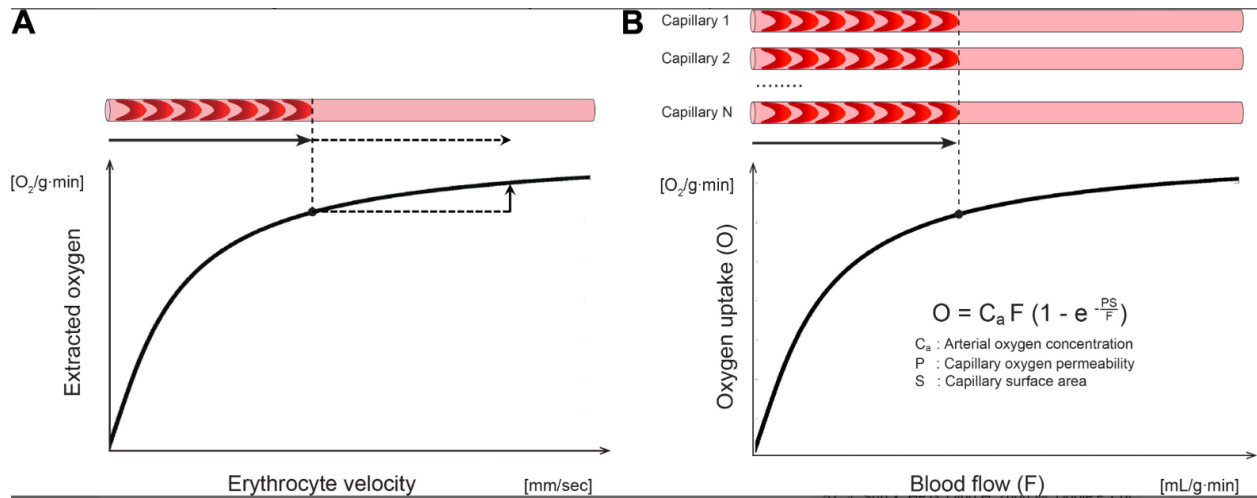 A
[O₂/g·min]
Extracted oxygen
Erythrocyte velocity
[mm/sec]
B
Capillary 1
Capillary 2
........
Capillary N
[O₂/g·min]
Oxygen uptake (O)
O = Cₐ F (1 - e^(-PS/F))
Cₐ : Arterial oxygen concentration
P : Capillary oxygen permeability
S : Capillary surface area
Blood flow (F)
[mL/g·min]